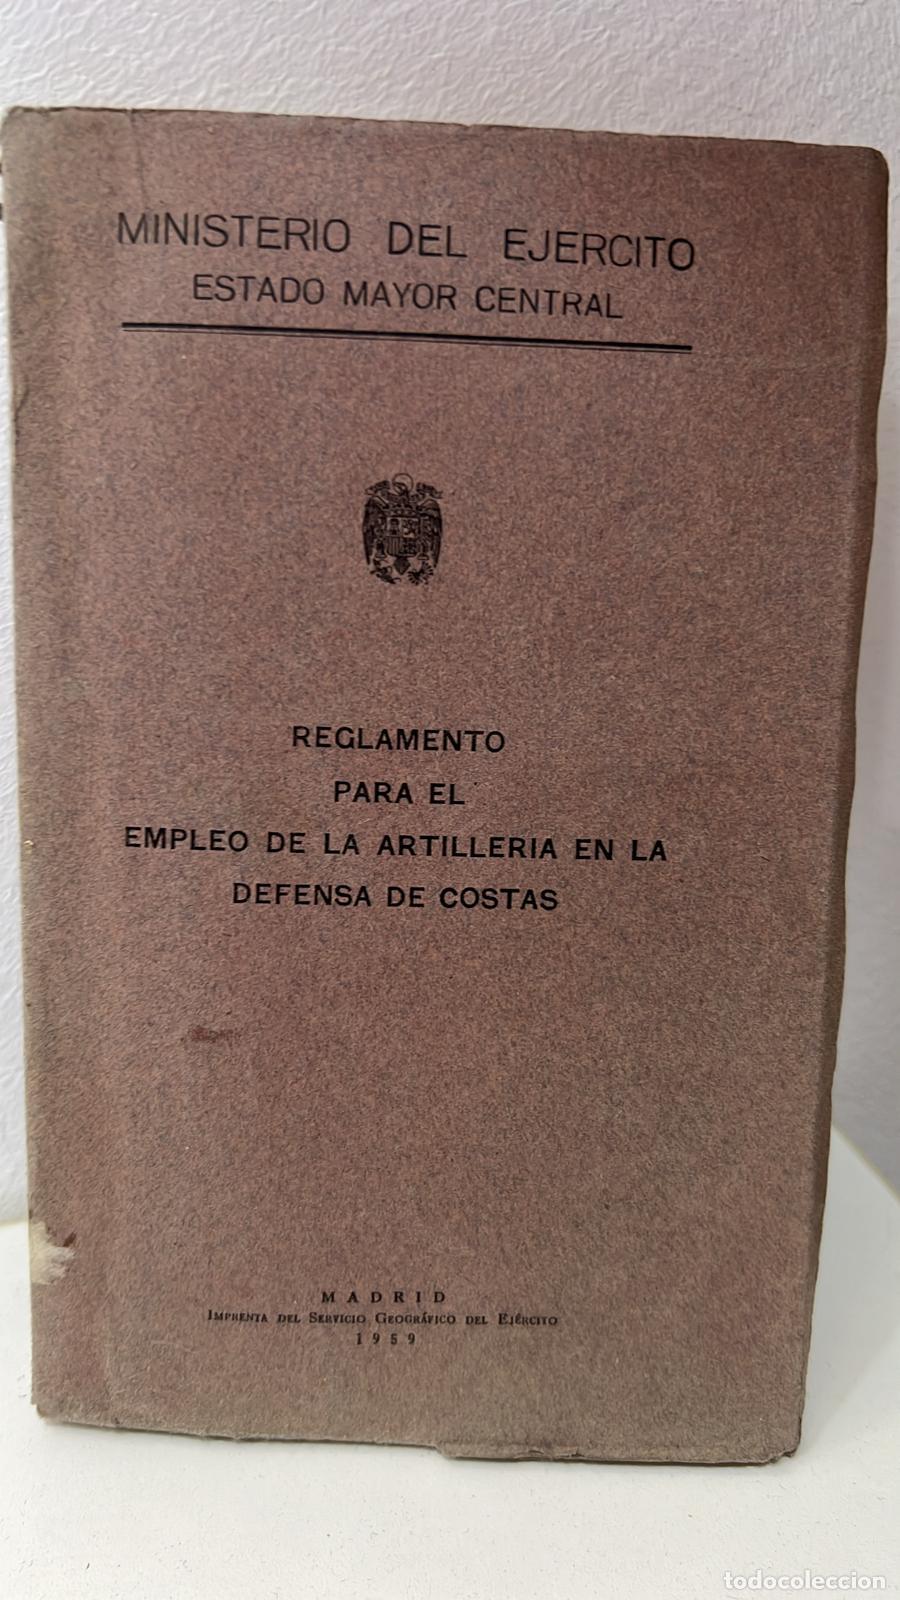 MINISTERIO DEL EJERCITO
ESTADO MAYOR CENTRAL
REGLAMENTO
PARA EL
EMPLEO DE LA ARTILLERIA EN LA
DEFENSA DE COSTAS
MADRID
IMPRENTA DEL SERVICIO GEOGRÁFICO DEL EJÉRCITO
1959
todocoleccion